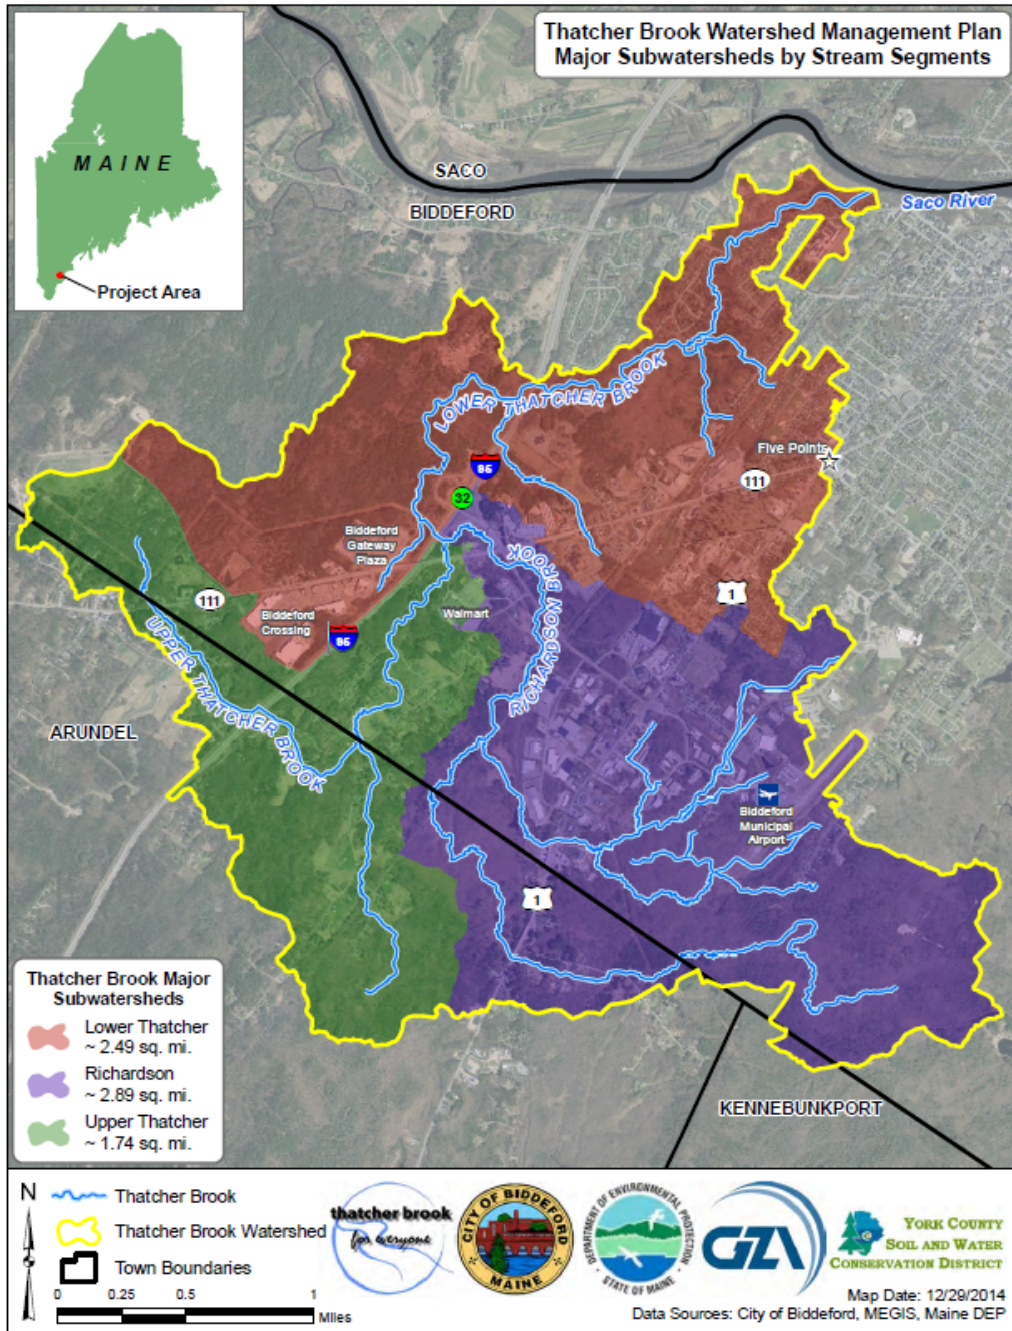 Thatcher Brook Watershed Management Plan
Major Subwatersheds by Stream Segments
MAINE
Project Area
SACO
BIDDEFORD
Saco River
LOWER THATCHER BROOK
Five Points
111
95
32
Biddeford
Gateway
Plaza
RICHARDSON BROOK
1
111
Walmart
Biddeford
Crossing
95
UPPER THATCHER BROOK
ARUNDEL
Biddeford
Municipal
Airport
1
KENNEBUNKPORT
Thatcher Brook Major
Subwatersheds
Lower Thatcher
~ 2.49 sq. mi.
Richardson
~ 2.89 sq. mi.
Upper Thatcher
~ 1.74 sq. mi.
N
Thatcher Brook
Thatcher Brook Watershed
Town Boundaries
0 0.25 0.5 1
Miles
thatcher brook
for everyone
CITY OF BIDDEFORD
MAINE
DEPARTMENT OF ENVIRONMENTAL PROTECTION
STATE OF MAINE
GZA
YORK COUNTY
SOIL AND WATER
CONSERVATION DISTRICT
Map Date: 12/29/2014
Data Sources: City of Biddeford, MEGIS, Maine DEP